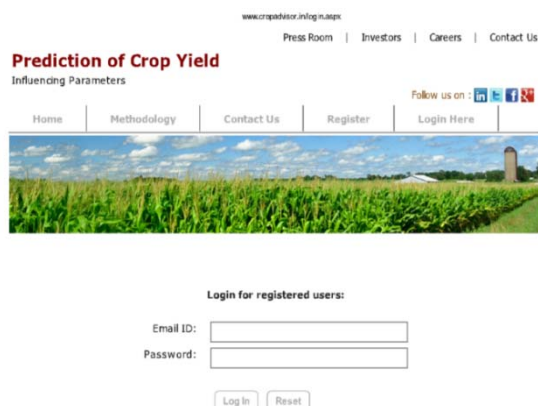 www.cropadvisor.in/login.aspx
Press Room | Investors | Careers | Contact Us
Prediction of Crop Yield
Influencing Parameters
Follow us on :
Home Methodology Contact Us Register Login Here
Login for registered users:
Email ID:
Password:
Log In Reset